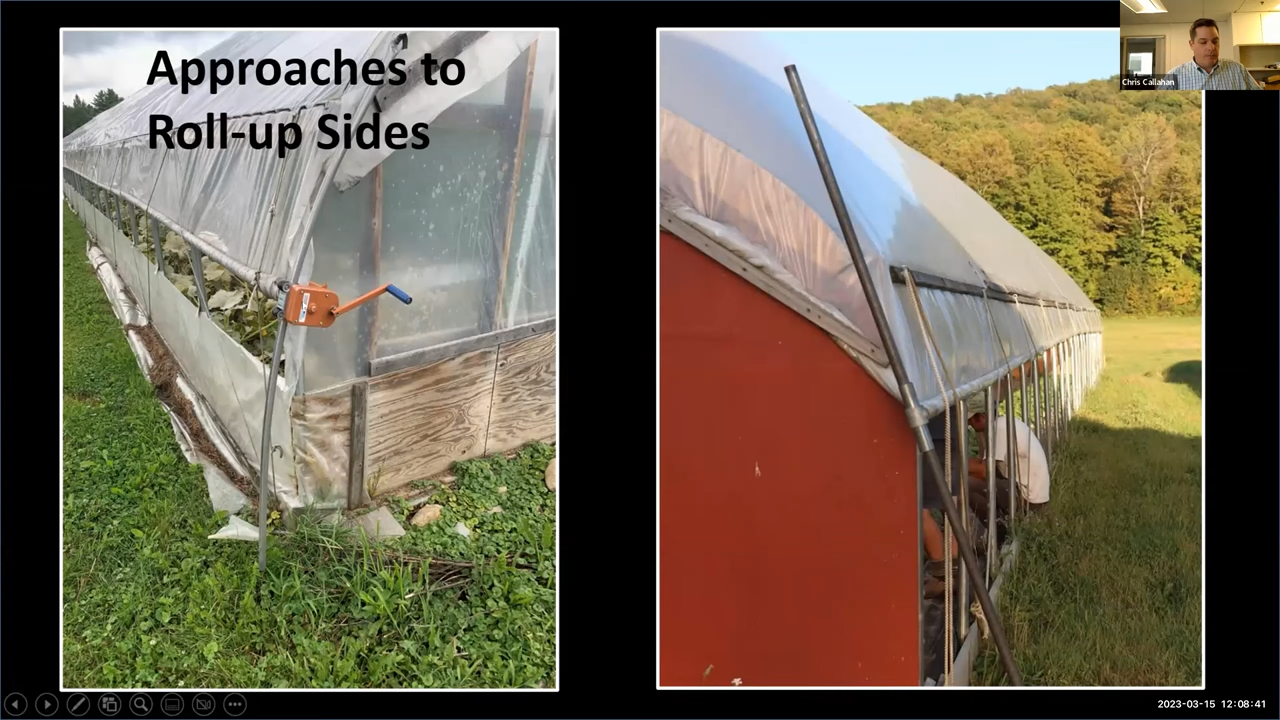 Approaches to
Roll-up Sides
Chris Callahan
2023-03-15 12:08:41